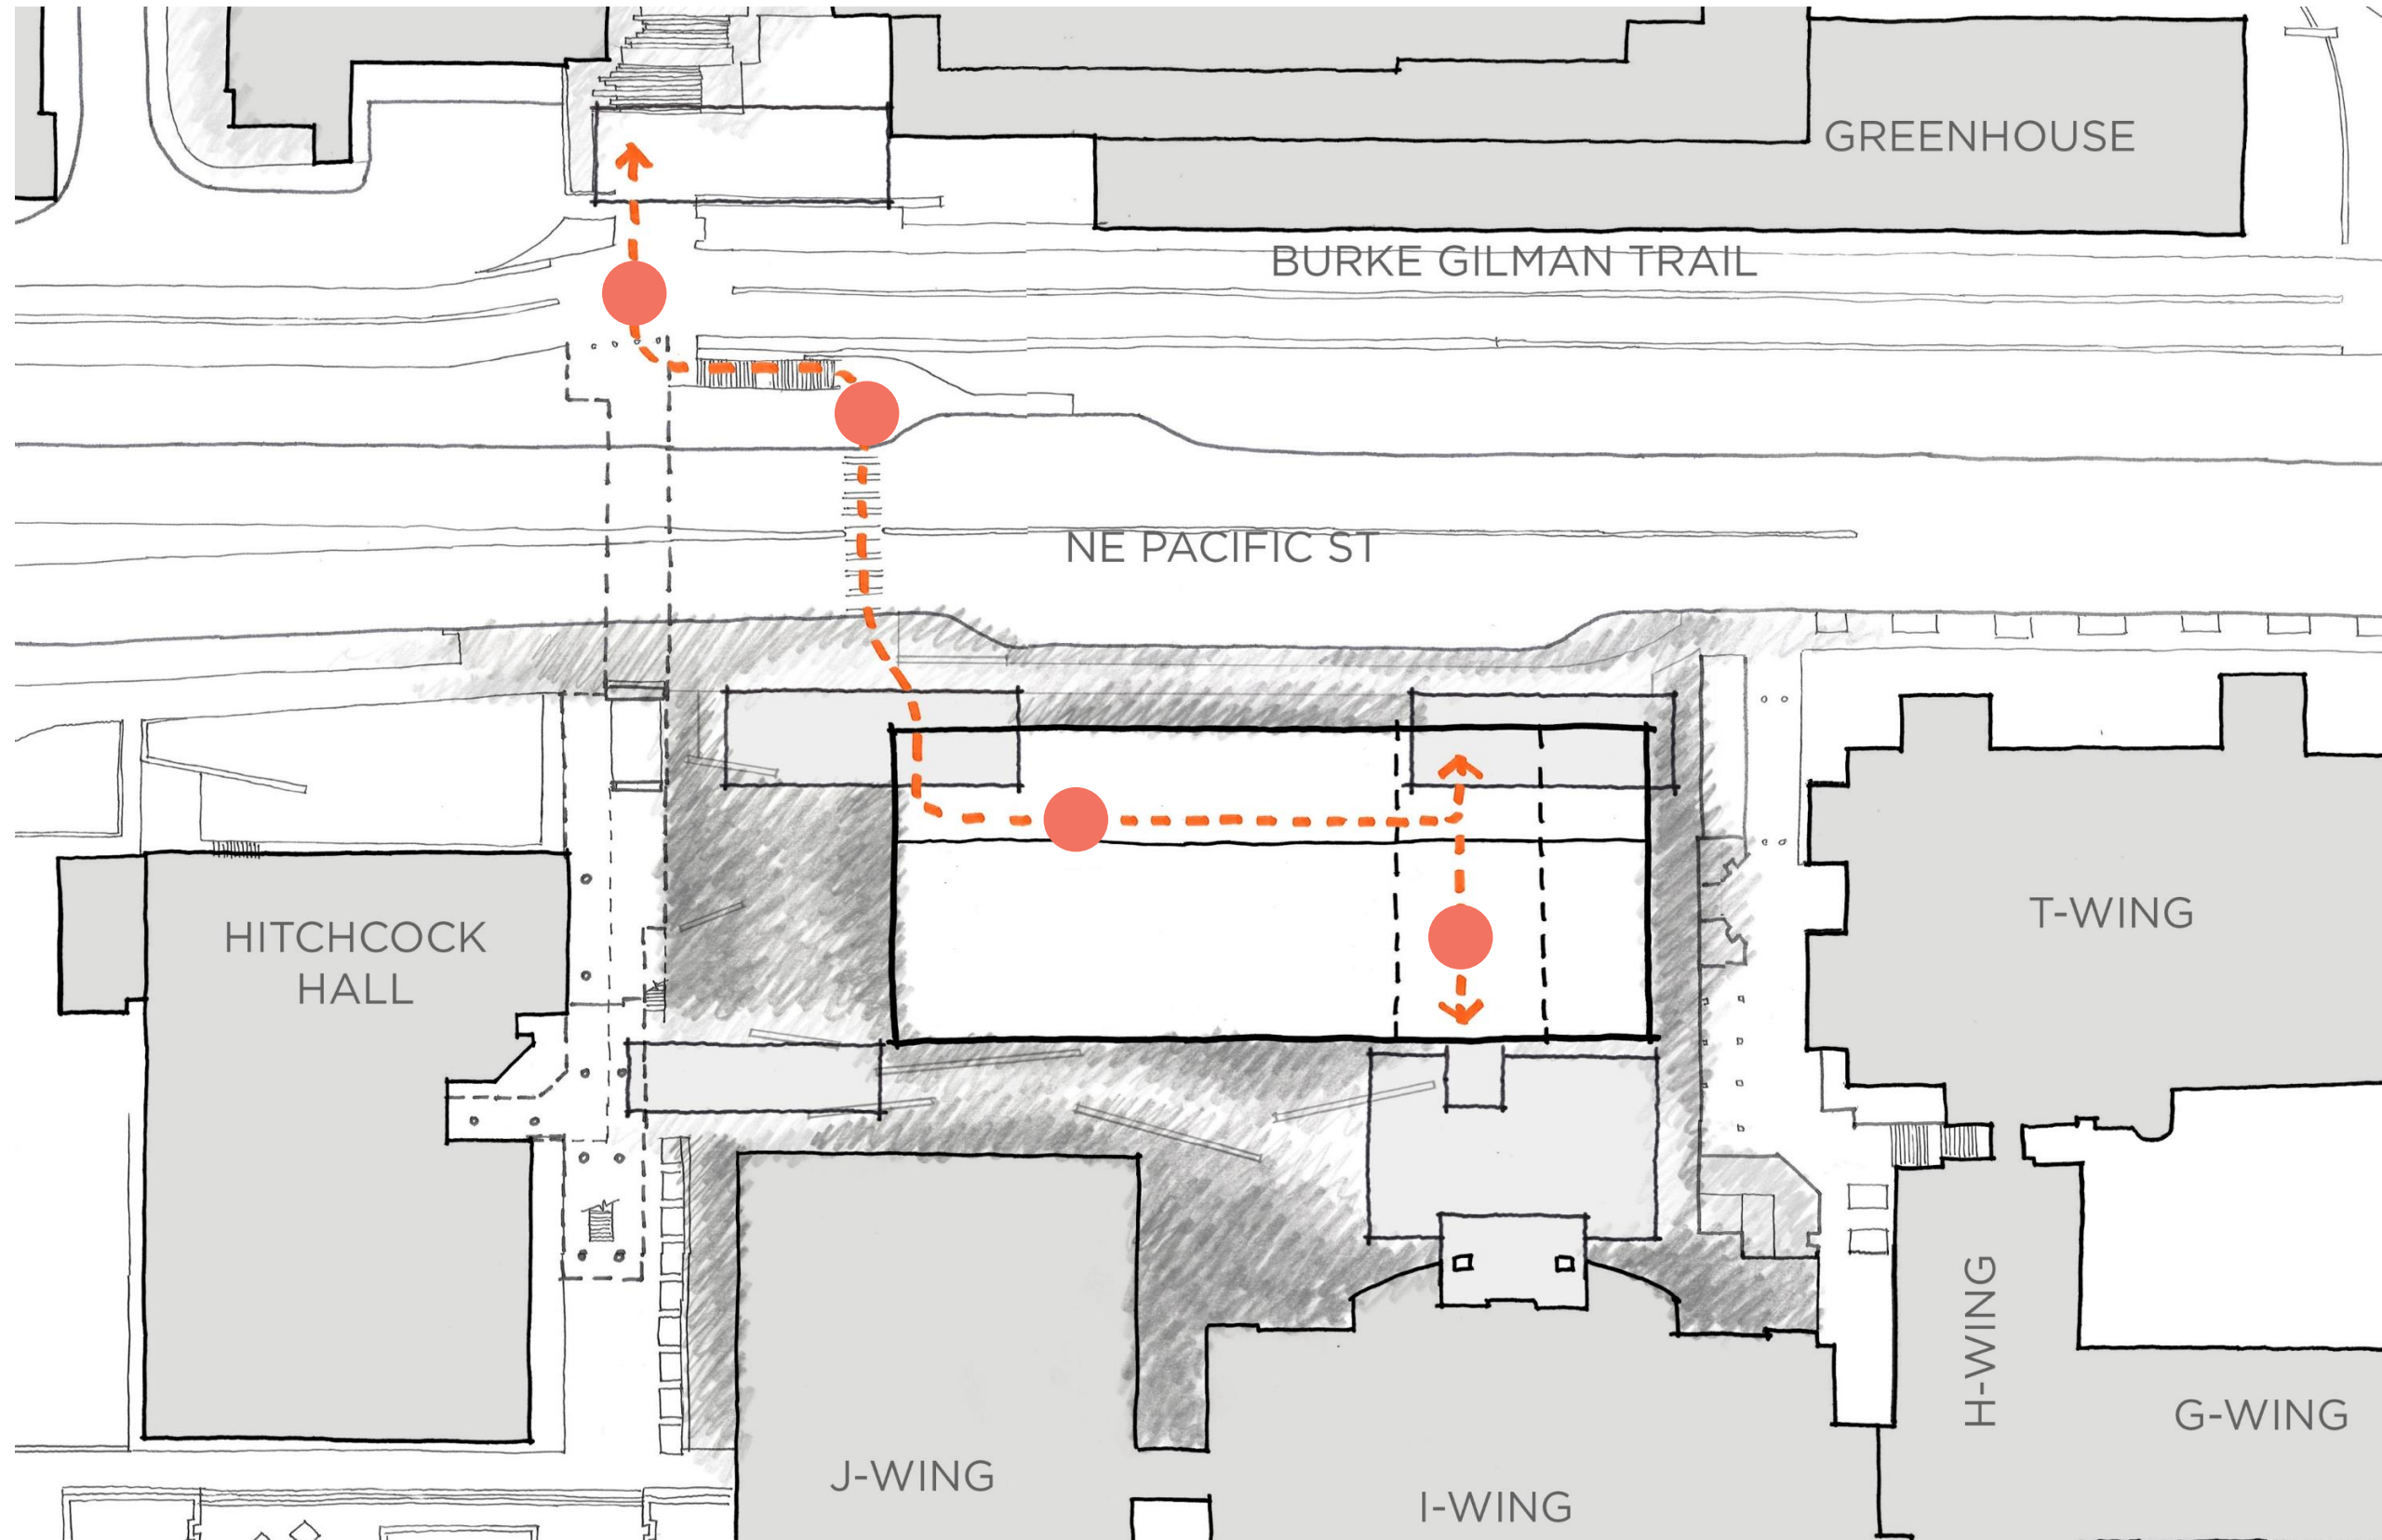 GREENHOUSE
BURKE GILMAN TRAIL
NE PACIFIC ST
HITCHCOCK
HALL
T-WING
H-WING
G-WING
J-WING
I-WING